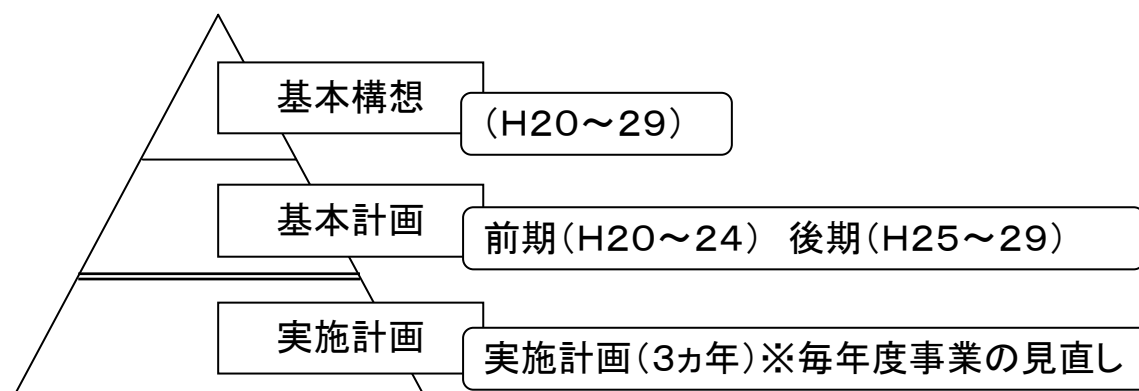 基本構想
(H20～29)
基本計画
前期(H20～24)　後期(H25～29)
実施計画
実施計画(3ヵ年)※毎年度事業の見直し